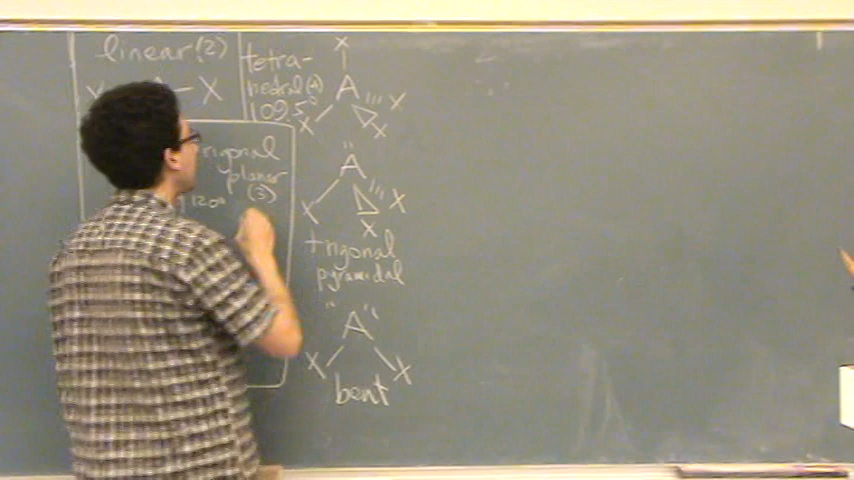 linear (2)
A – X
tetra-
hedral (4)
109.5°
X
A
X
X
X
trigonal
planar
(3)
120°
A
X
X
X
trigonal
pyramidal
A
X
X
bent